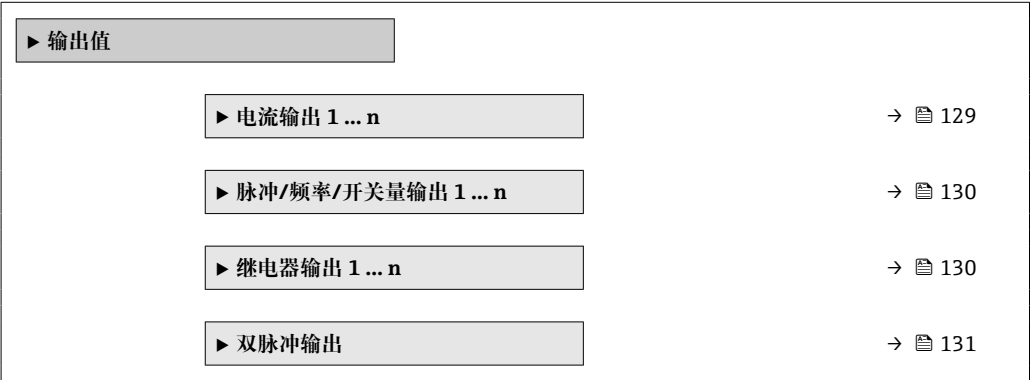 ▶ 输出值
▶ 电流输出 1 … n → 129
▶ 脉冲/频率/开关量输出 1 … n → 130
▶ 继电器输出 1 … n → 130
▶ 双脉冲输出 → 131